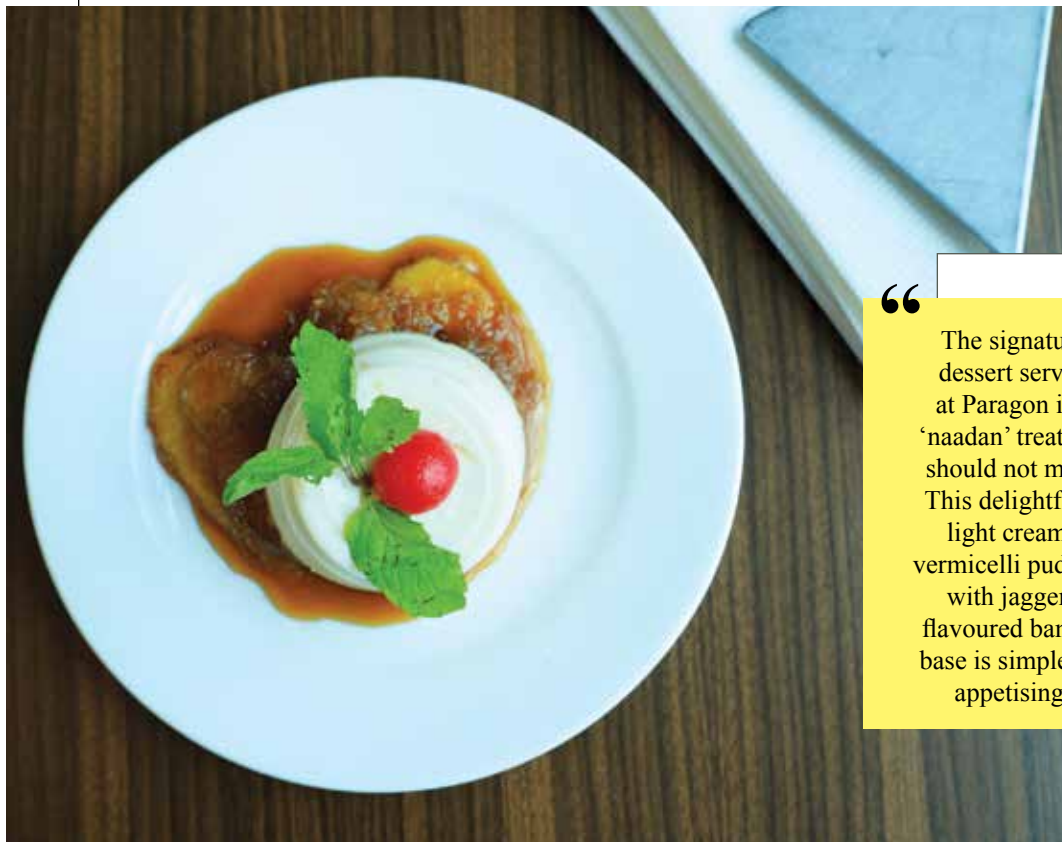 “
The signatu
dessert serv
at Paragon i
‘naadan’ treat
should not m
This delightf
light cream
vermicelli pud
with jagger
flavoured ban
base is simple
appetising